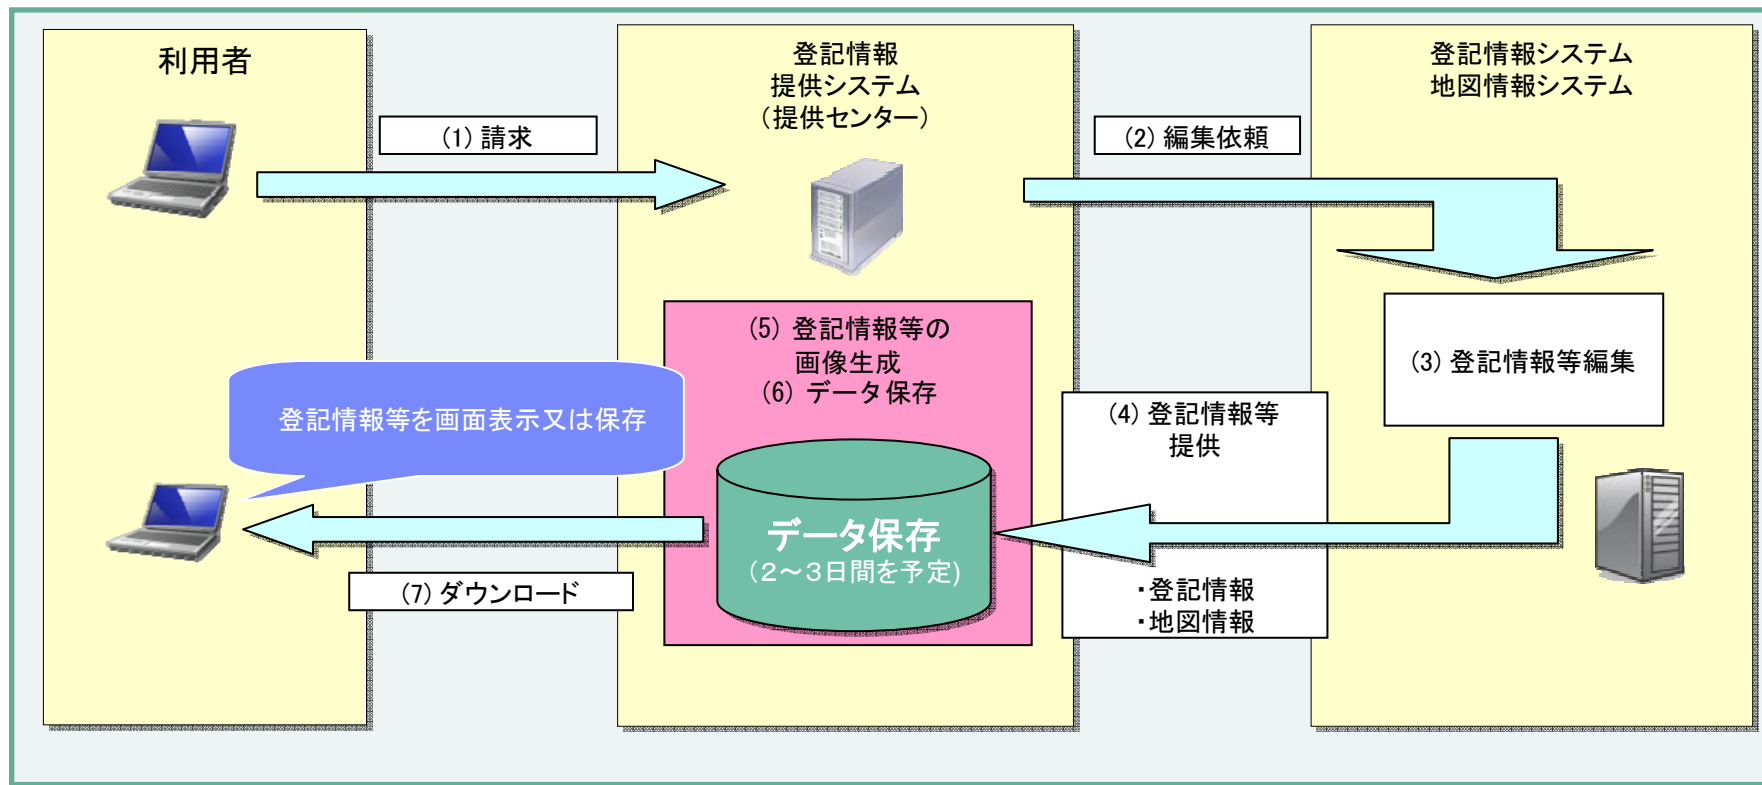 利用者
登記情報
提供システム
（提供センター）
登記情報システム
地図情報システム
(1) 請求
(2) 編集依頼
(3) 登記情報等編集
(4) 登記情報等
提供
・登記情報
・地図情報
(5) 登記情報等の
画像生成
(6) データ保存
データ保存
（２～３日間を予定)
登記情報等を画面表示又は保存
(7) ダウンロード